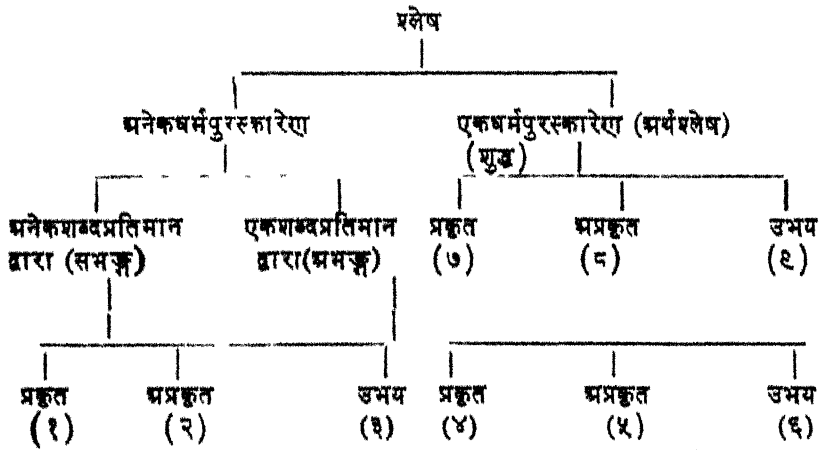 श्लेष
अनेकधर्मपुरस्कारेण एकधर्मपुरस्कारेण (अर्थश्लेष)
(शुद्ध)
अनेकशब्दप्रतिमान एकशब्दप्रतिमान प्रकृत अप्रकृत उभय
द्वारा (सभङ्ग) द्वारा(अभङ्ग) (७) (८) (९)
प्रकृत अप्रकृत उभय प्रकृत अप्रकृत उभय
(१) (२) (३) (४) (५) (६)